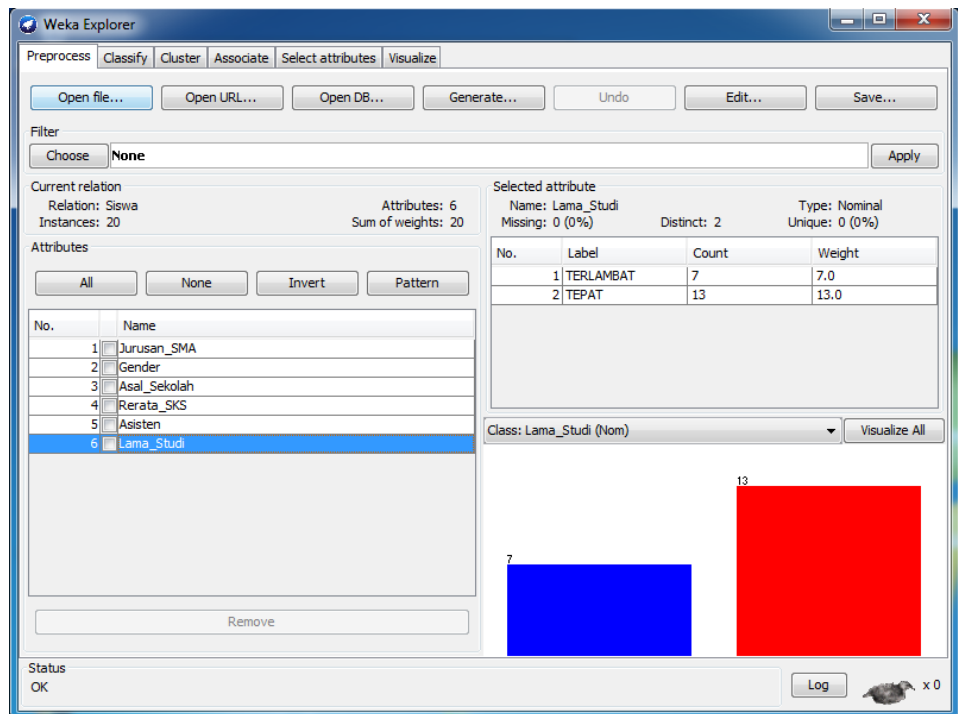 Weka Explorer
Preprocess Classify Cluster Associate Select attributes Visualize
Open file... Open URL... Open DB... Generate... Undo Edit... Save...
Filter
Choose None Apply
Current relation
Relation: Siswa Attributes: 6
Instances: 20 Sum of weights: 20
Attributes
All None Invert Pattern
No. Name
1 Jurusan_SMA
2 Gender
3 Asal_Sekolah
4 Rerata_SKS
5 Asisten
6 Lama_Studi
Remove
Selected attribute
Name: Lama_Studi Type: Nominal
Missing: 0 (0%) Distinct: 2 Unique: 0 (0%)
No. Label Count Weight
1 TERLAMBAT 7 7.0
2 TEPAT 13 13.0
Class: Lama_Studi (Nom) Visualize All
13
7
Status
OK
Log x 0